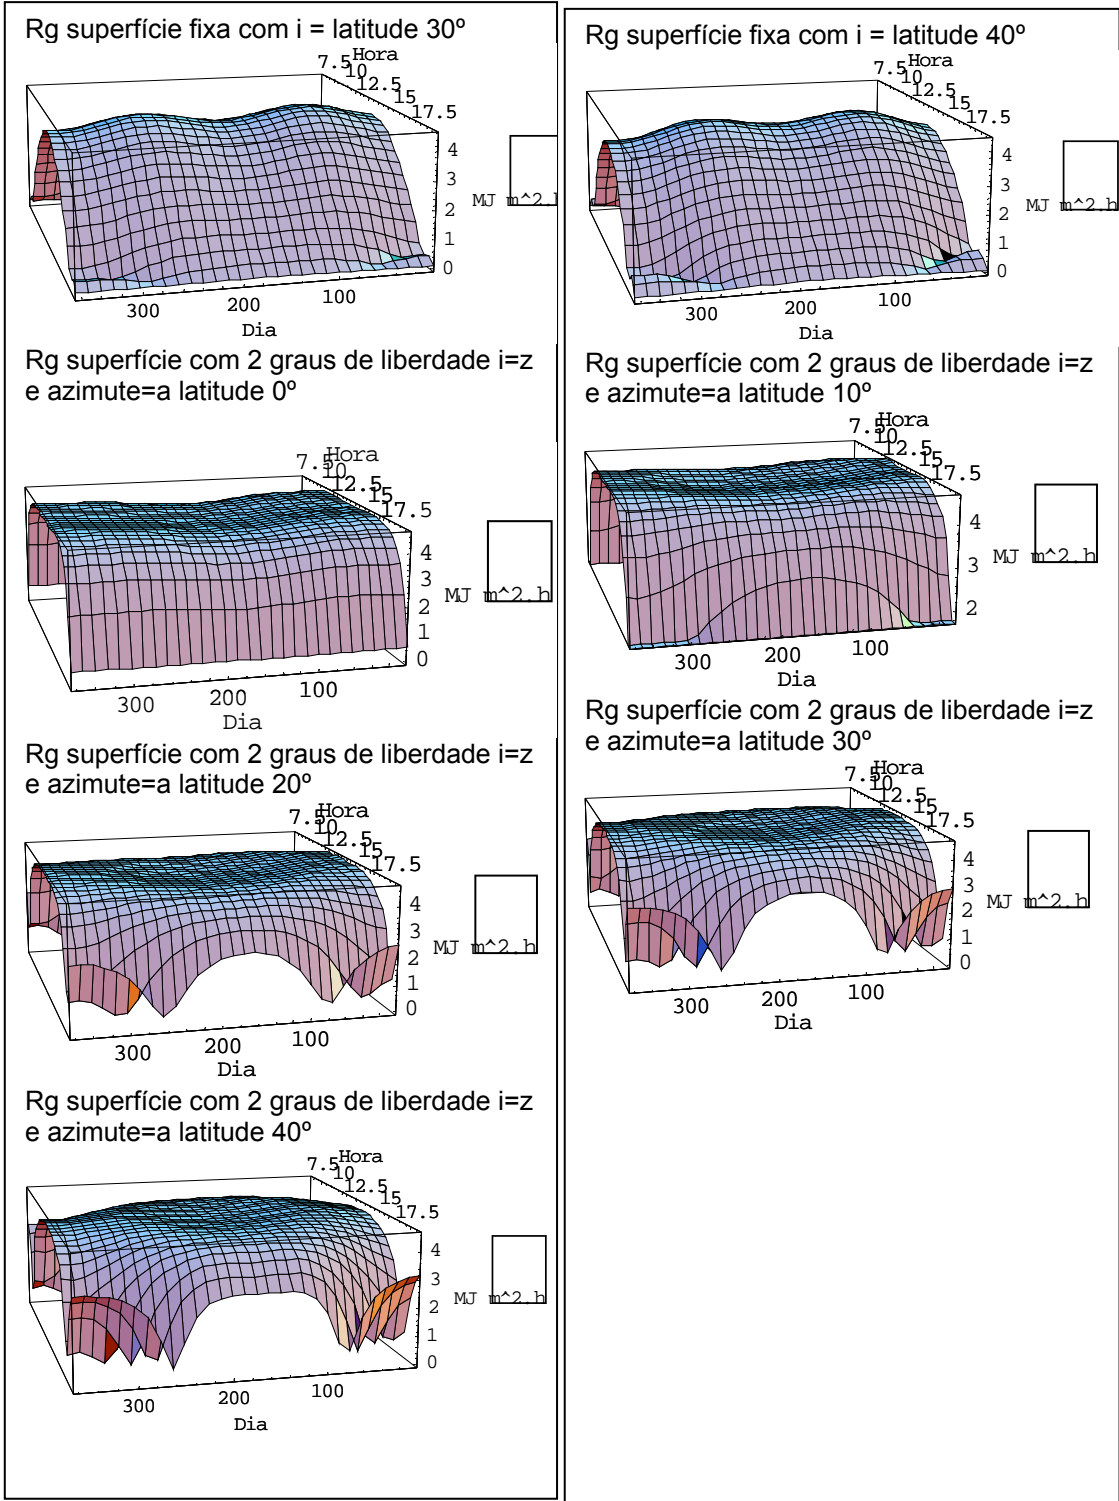 Rg superfície fixa com i = latitude 30º
7.5 10 12.5 15 17.5
Hora
4
3
2
1
0
MJ m^2.h
300 200 100
Dia
Rg superfície fixa com i = latitude 40º
7.5 10 12.5 15 17.5
Hora
4
3
2
1
0
MJ m^2.h
300 200 100
Dia
Rg superfície com 2 graus de liberdade i=z
e azimute=a latitude 0º
7.5 10 12.5 15 17.5
Hora
4
3
2
1
0
MJ m^2.h
300 200 100
Dia
Rg superfície com 2 graus de liberdade i=z
e azimute=a latitude 10º
7.5 10 12.5 15 17.5
Hora
4
3
2
MJ m^2.h
300 200 100
Dia
Rg superfície com 2 graus de liberdade i=z
e azimute=a latitude 20º
7.5 10 12.5 15 17.5
Hora
4
3
2
1
0
MJ m^2.h
300 200 100
Dia
Rg superfície com 2 graus de liberdade i=z
e azimute=a latitude 30º
7.5 10 12.5 15 17.5
Hora
4
3
2
1
0
MJ m^2.h
300 200 100
Dia
Rg superfície com 2 graus de liberdade i=z
e azimute=a latitude 40º
7.5 10 12.5 15 17.5
Hora
4
3
2
1
0
MJ m^2.h
300 200 100
Dia